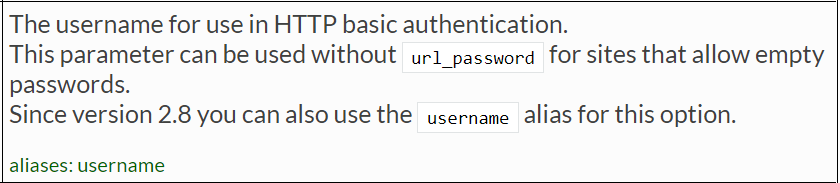 The username for use in HTTP basic authentication.
This parameter can be used without url_password for sites that allow empty
passwords.
Since version 2.8 you can also use the username alias for this option.
aliases: username